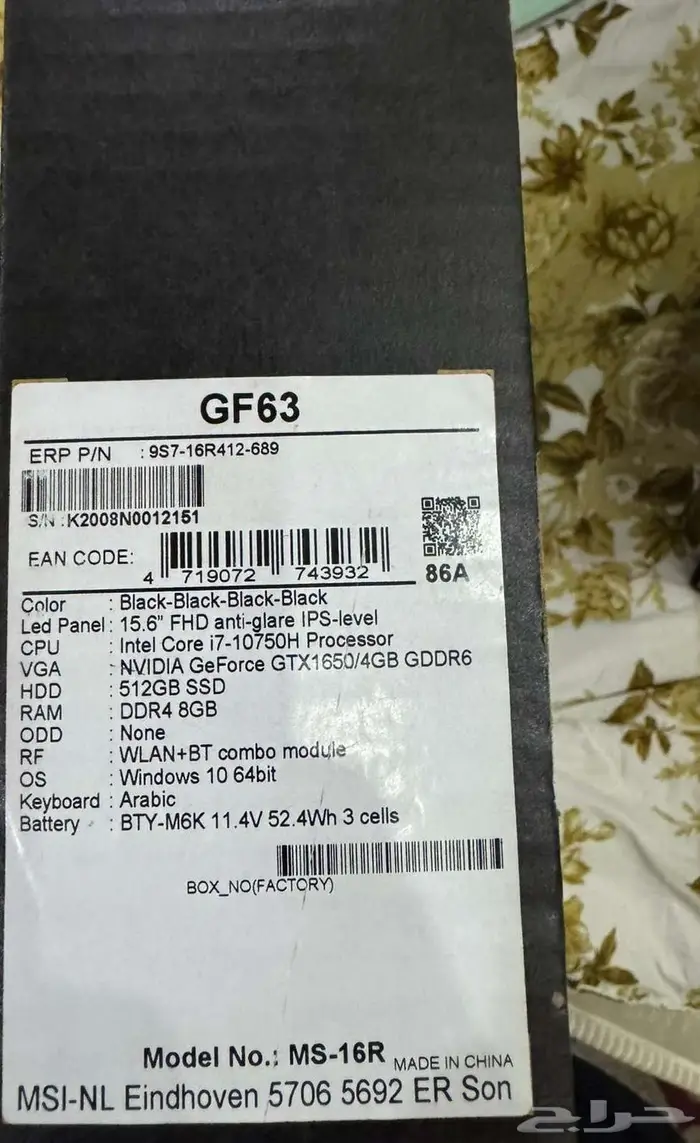 GF63
ERP P/N : 9S7-16R412-689
S/N :K2008N0012151
EAN CODE:
4 719072 743932
86A
Color : Black-Black-Black-Black
Led Panel : 15.6" FHD anti-glare IPS-level
CPU : Intel Core i7-10750H Processor
VGA : NVIDIA GeForce GTX1650/4GB GDDR6
HDD : 512GB SSD
RAM : DDR4 8GB
ODD : None
RF : WLAN+BT combo module
OS : Windows 10 64bit
Keyboard : Arabic
Battery : BTY-M6K 11.4V 52.4Wh 3 cells
BOX_NO(FACTORY)
Model No.: MS-16R MADE IN CHINA
MSI-NL Eindhoven 5706 5692 ER Son
حراج